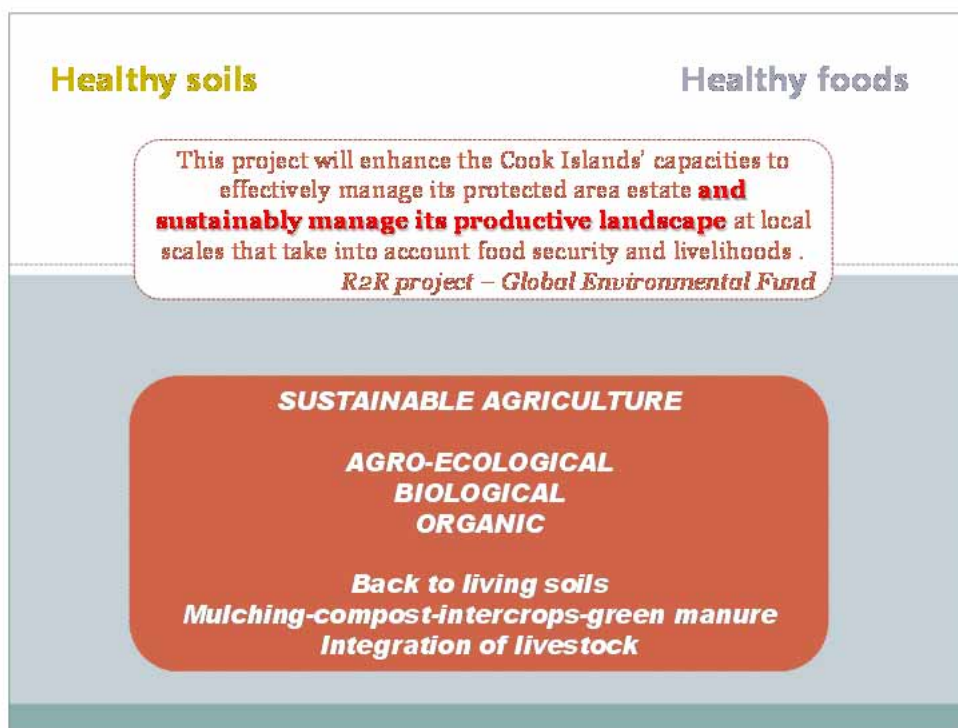 Healthy soils
Healthy foods
This project will enhance the Cook Islands' capacities to
effectively manage its protected area estate and
sustainably manage its productive landscape at local
scales that take into account food security and livelihoods .
R2R project – Global Environmental Fund
SUSTAINABLE AGRICULTURE
AGRO-ECOLOGICAL
BIOLOGICAL
ORGANIC
Back to living soils
Mulching-compost-intercrops-green manure
Integration of livestock